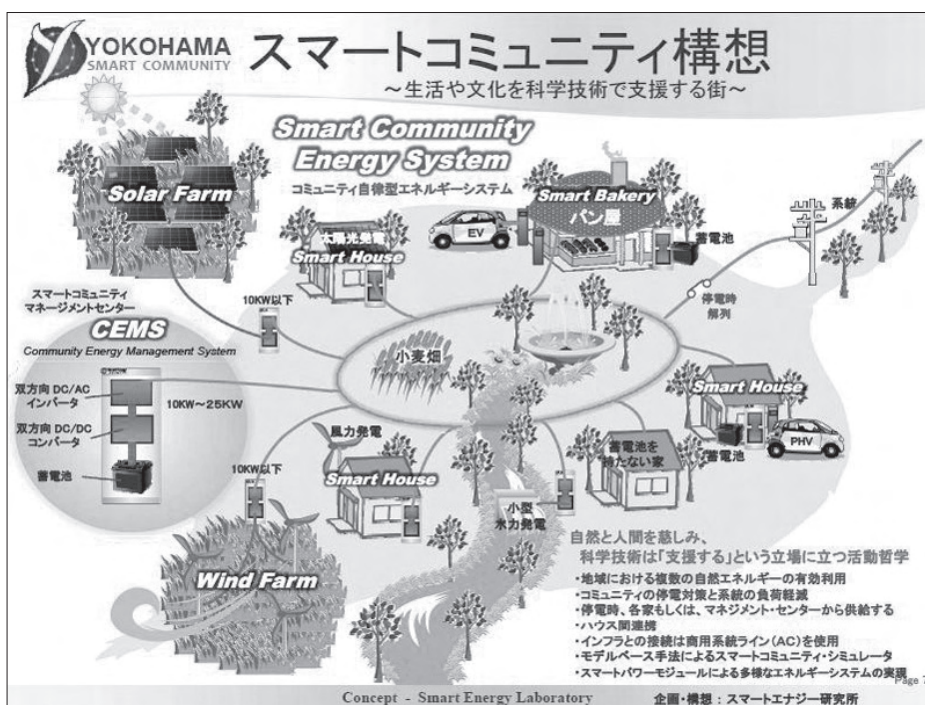 YOKOHAMA
SMART COMMUNITY
スマートコミュニティ構想
～生活や文化を科学技術で支援する街～
Smart Community
Energy System
コミュニティ自律型エネルギーシステム
Solar Farm
太陽光発電
Smart House
EV
Smart Bakery
パン屋
蓄電池
系統
停電時
解列
スマートコミュニティ
マネージメントセンター
CEMS
Community Energy Management System
双方向 DC/AC
インバータ
双方向 DC/DC
コンバータ
蓄電池
10KW～25KW
10KW以下
小麦畑
Smart House
蓄電池
PHV
風力発電
10KW以下
Smart House
蓄電池を
持たない家
小型
水力発電
Wind Farm
自然と人間を慈しみ、
科学技術は「支援する」という立場に立つ活動哲学
・地域における複数の自然エネルギーの有効利用
・コミュニティの停電対策と系統の負荷軽減
・停電時、各家もしくは、マネジメント・センターから供給する
・ハウス間連携
・インフラとの接続は商用系統ライン(AC)を使用
・モデルベース手法によるスマートコミュニティ・シミュレータ
・スマートパワーモジュールによる多様なエネルギーシステムの実現
Page 7
Concept - Smart Energy Laboratory
企画・構想 : スマートエナジー研究所